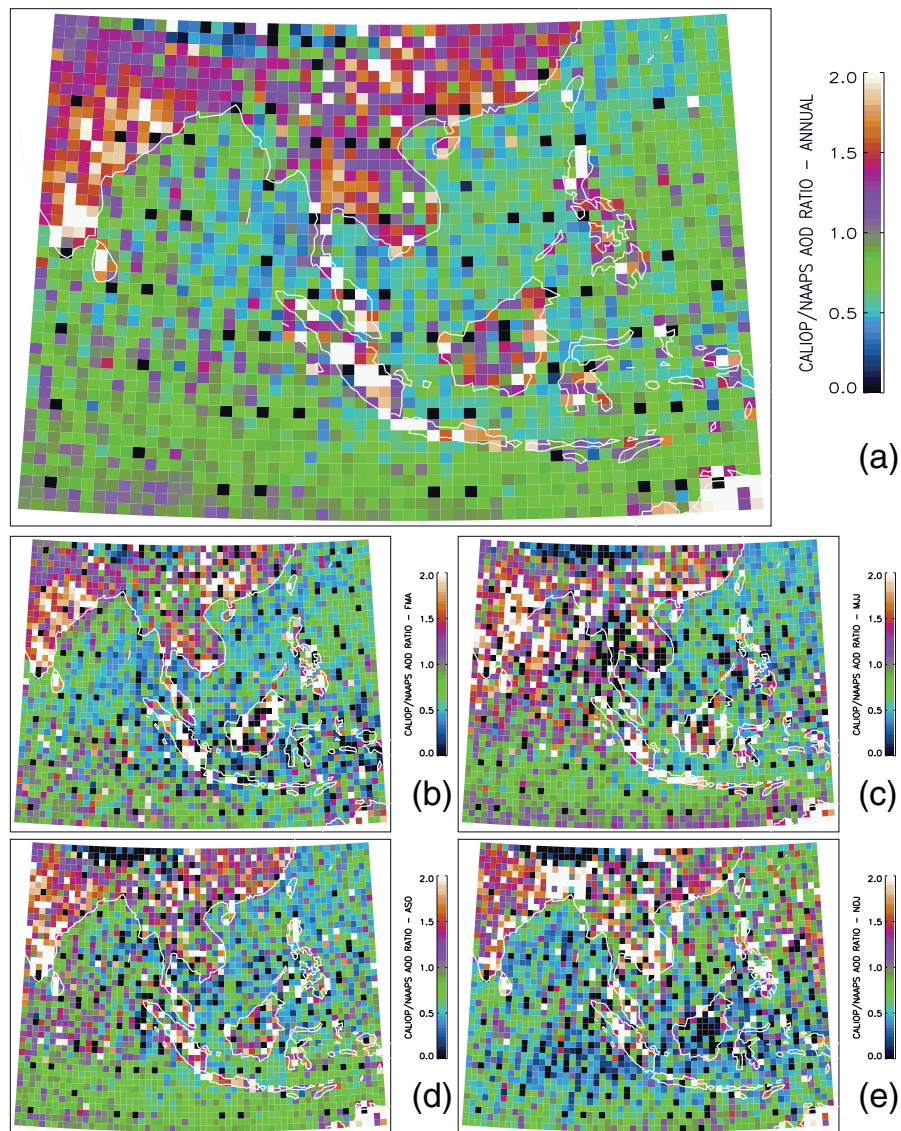 2.0
1.5
1.0
0.5
0.0
CALIOP/NAAPS AOD RATIO - ANNUAL
(a)
2.0
1.5
1.0
0.5
0.0
CALIOP/NAAPS AOD RATIO - FMA
(b)
2.0
1.5
1.0
0.5
0.0
CALIOP/NAAPS AOD RATIO - MJJ
(c)
2.0
1.5
1.0
0.5
0.0
CALIOP/NAAPS AOD RATIO - ASO
(d)
2.0
1.5
1.0
0.5
0.0
CALIOP/NAAPS AOD RATIO - NDJ
(e)